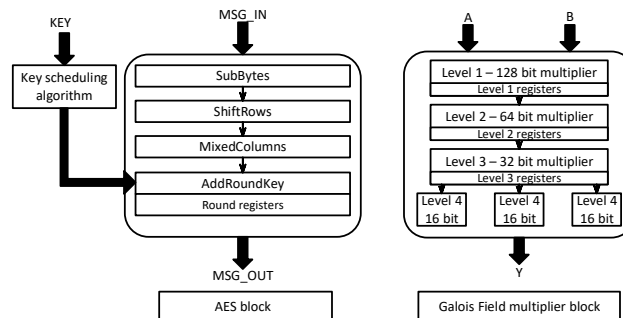 KEY
Key scheduling
algorithm
MSG_IN
SubBytes
ShiftRows
MixedColumns
AddRoundKey
Round registers
MSG_OUT
AES block
A
B
Level 1 – 128 bit multiplier
Level 1 registers
Level 2 – 64 bit multiplier
Level 2 registers
Level 3 – 32 bit multiplier
Level 3 registers
Level 4
16 bit
Level 4
16 bit
Level 4
16 bit
Y
Galois Field multiplier block